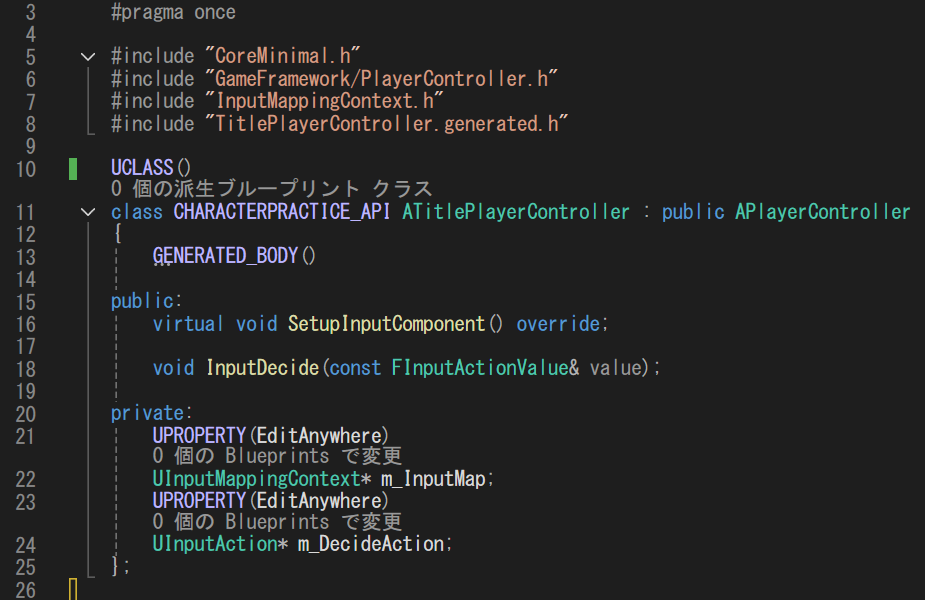 3 #pragma once
4
5 #include "CoreMinimal.h"
6 #include "GameFramework/PlayerController.h"
7 #include "InputMappingContext.h"
8 #include "TitlePlayerController.generated.h"
9
10 UCLASS()
0 個の派生ブループリント クラス
11 class CHARACTERPRACTICE_API ATitlePlayerController : public APlayerController
12 {
13 GENERATED_BODY()
14
15 public:
16 virtual void SetupInputComponent() override;
17
18 void InputDecide(const FInputActionValue& value);
19
20 private:
21 UPROPERTY(EditAnywhere)
0 個の Blueprints で変更
22 UInputMappingContext* m_InputMap;
23 UPROPERTY(EditAnywhere)
0 個の Blueprints で変更
24 UInputAction* m_DecideAction;
25 };
26